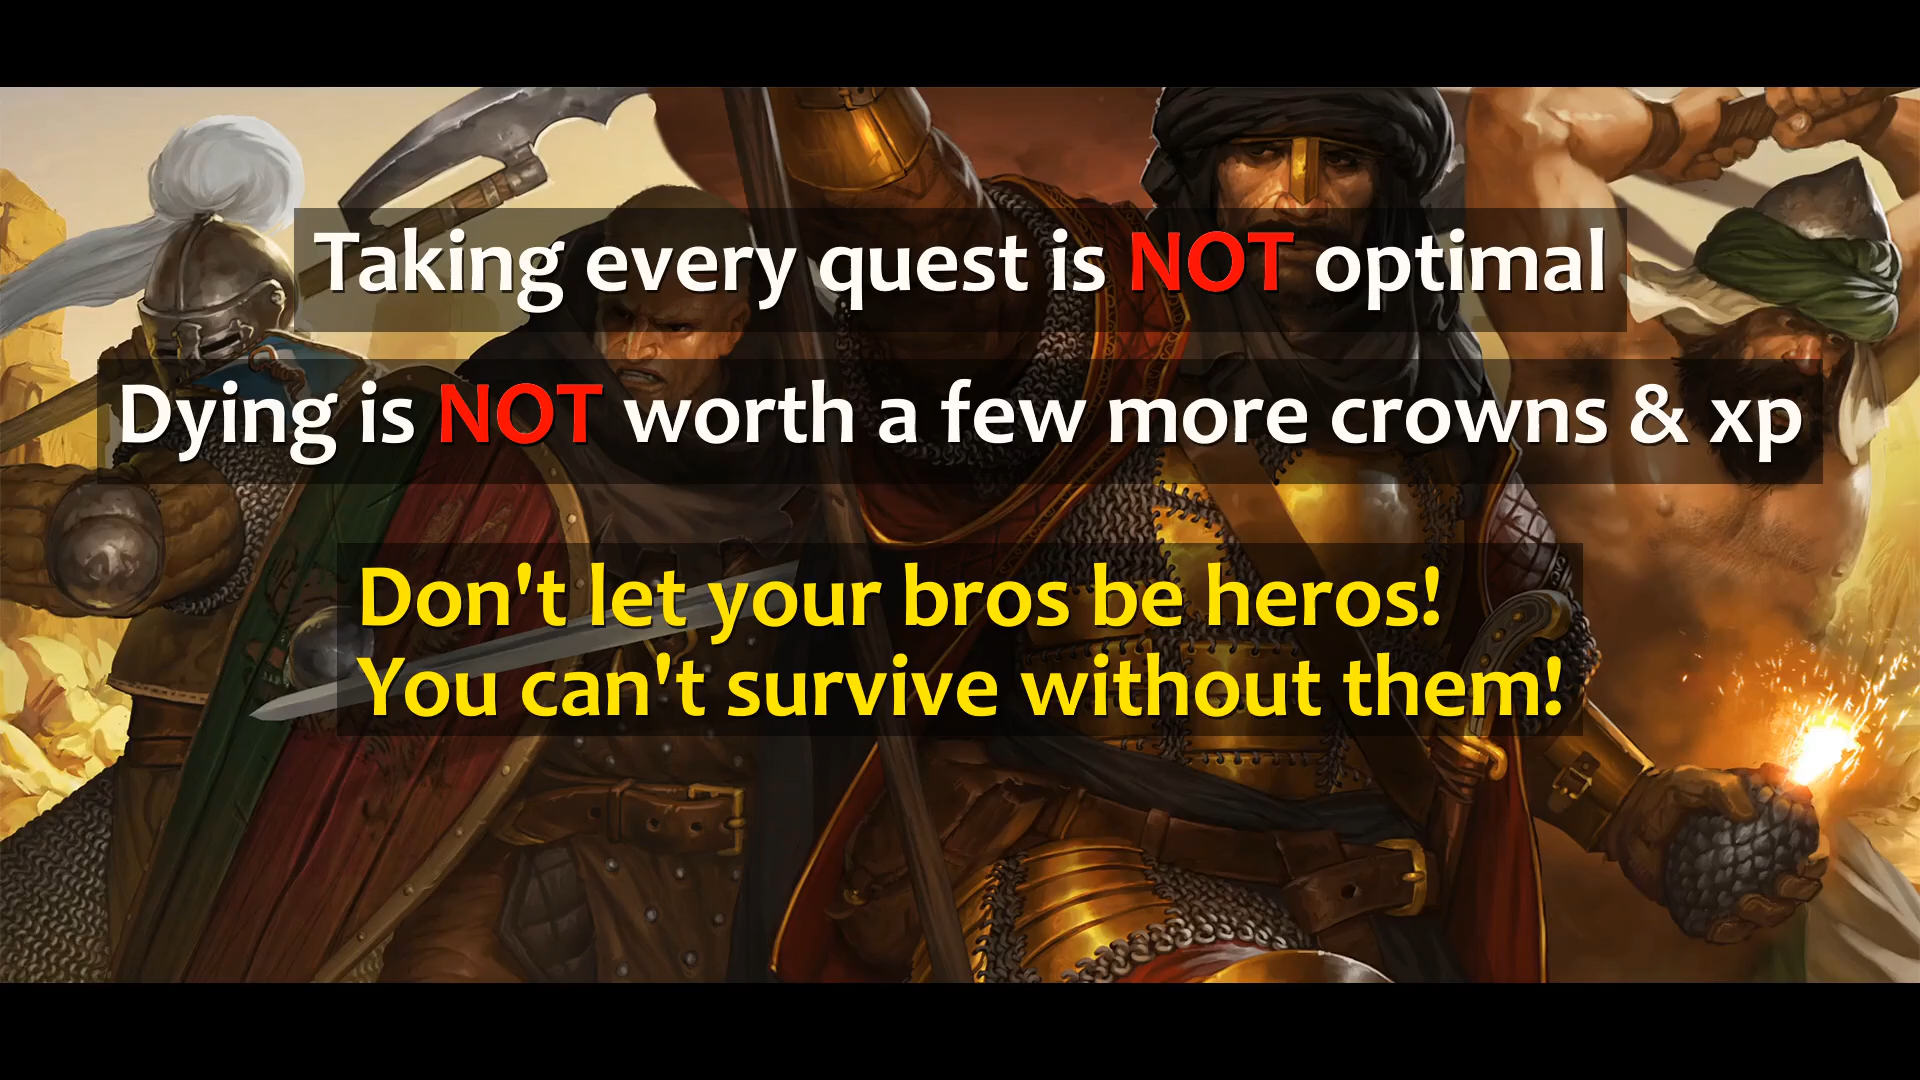 Taking every quest is NOT optimal
Dying is NOT worth a few more crowns & xp
Don't let your bros be heros!
You can't survive without them!